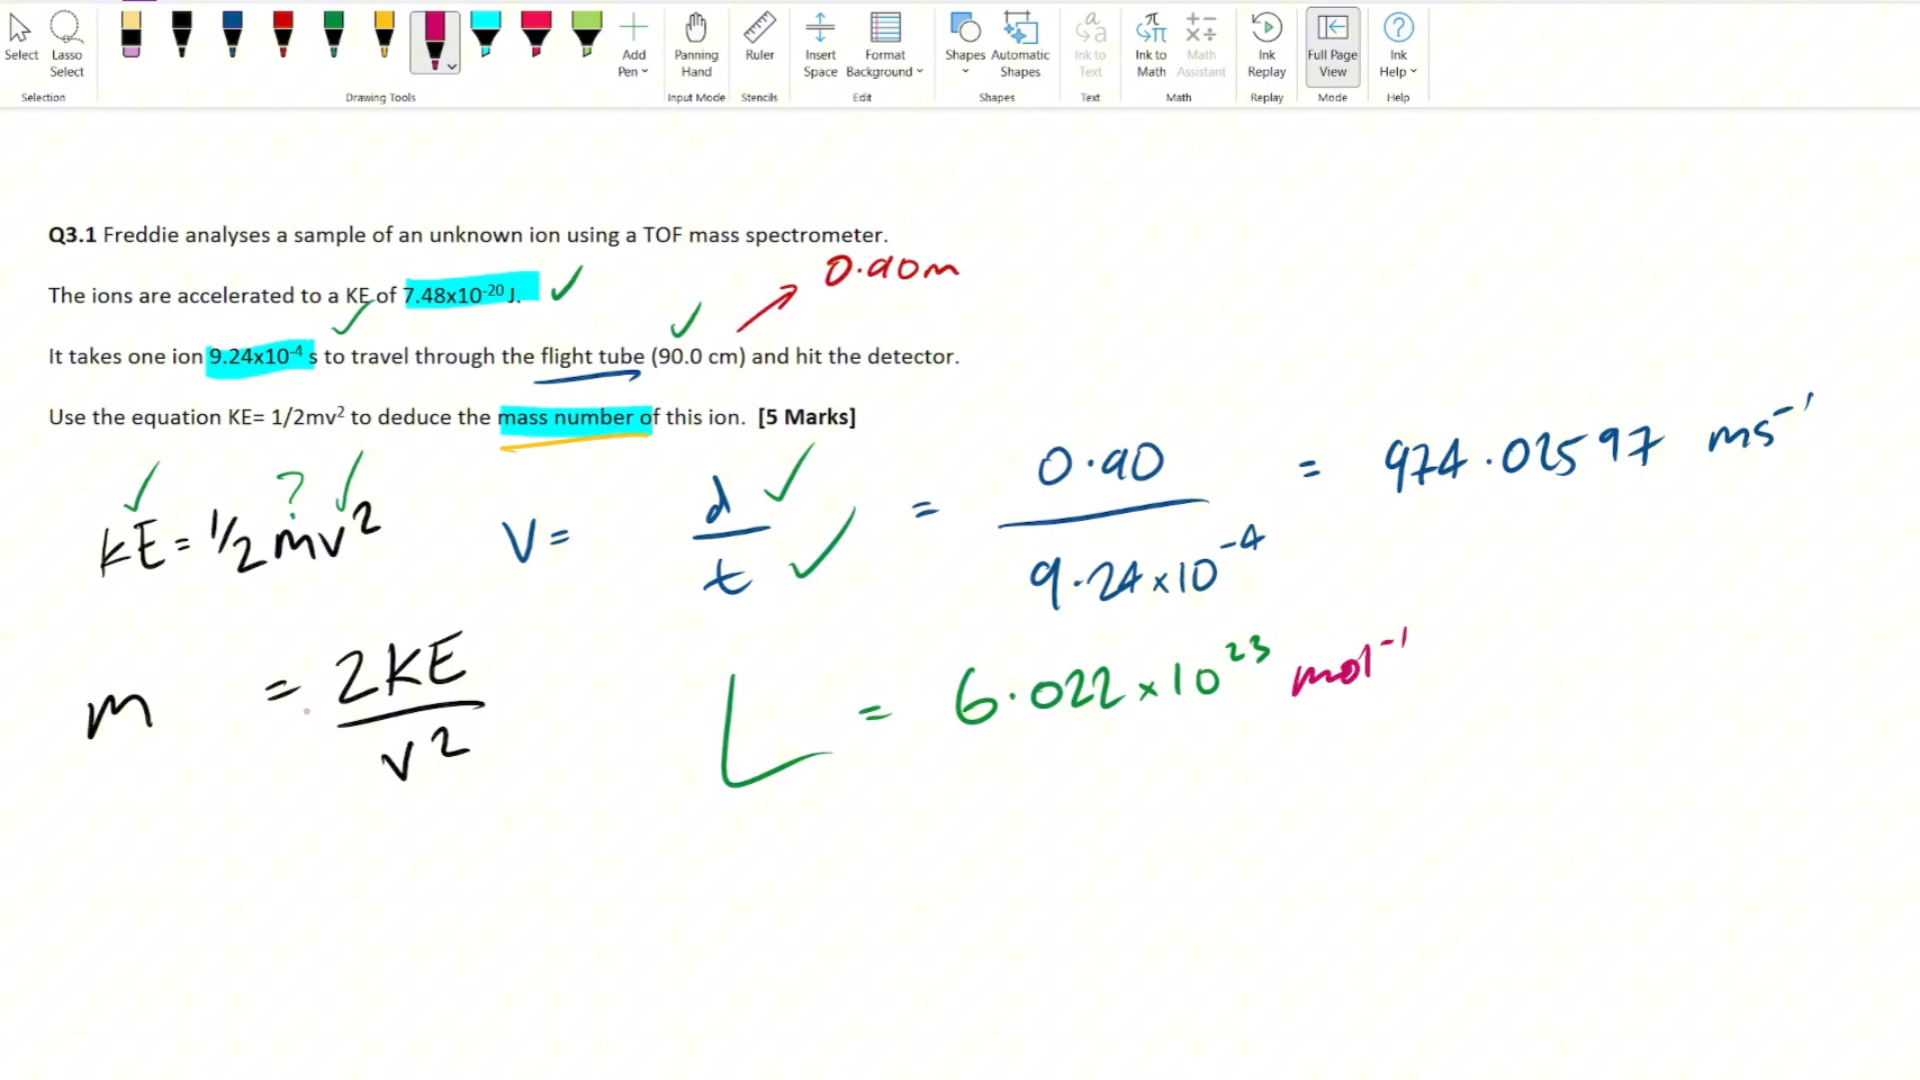 Select
Lasso Select
Add Pen
Panning Hand
Ruler
Insert Space
Format Background
Shapes
Automatic Shapes
Ink to Text
Ink to Math
Math Assistant
Ink Replay
Full Page View
Ink Help
Selection
Drawing Tools
Input Mode
Stencils
Edit
Shapes
Text
Math
Replay
Mode
Help
Q3.1 Freddie analyses a sample of an unknown ion using a TOF mass spectrometer.
0.90m
The ions are accelerated to a KE of 7.48x10⁻²⁰ J.
It takes one ion 9.24x10⁻⁴ s to travel through the flight tube (90.0 cm) and hit the detector.
Use the equation KE= 1/2mv² to deduce the mass number of this ion. [5 Marks]
?
KE = 1/2 mv²
V = d/t = 0.90 / 9.24x10⁻⁴ = 974.02597 ms⁻¹
m = 2KE / v²
L = 6.022x10²³ mol⁻¹